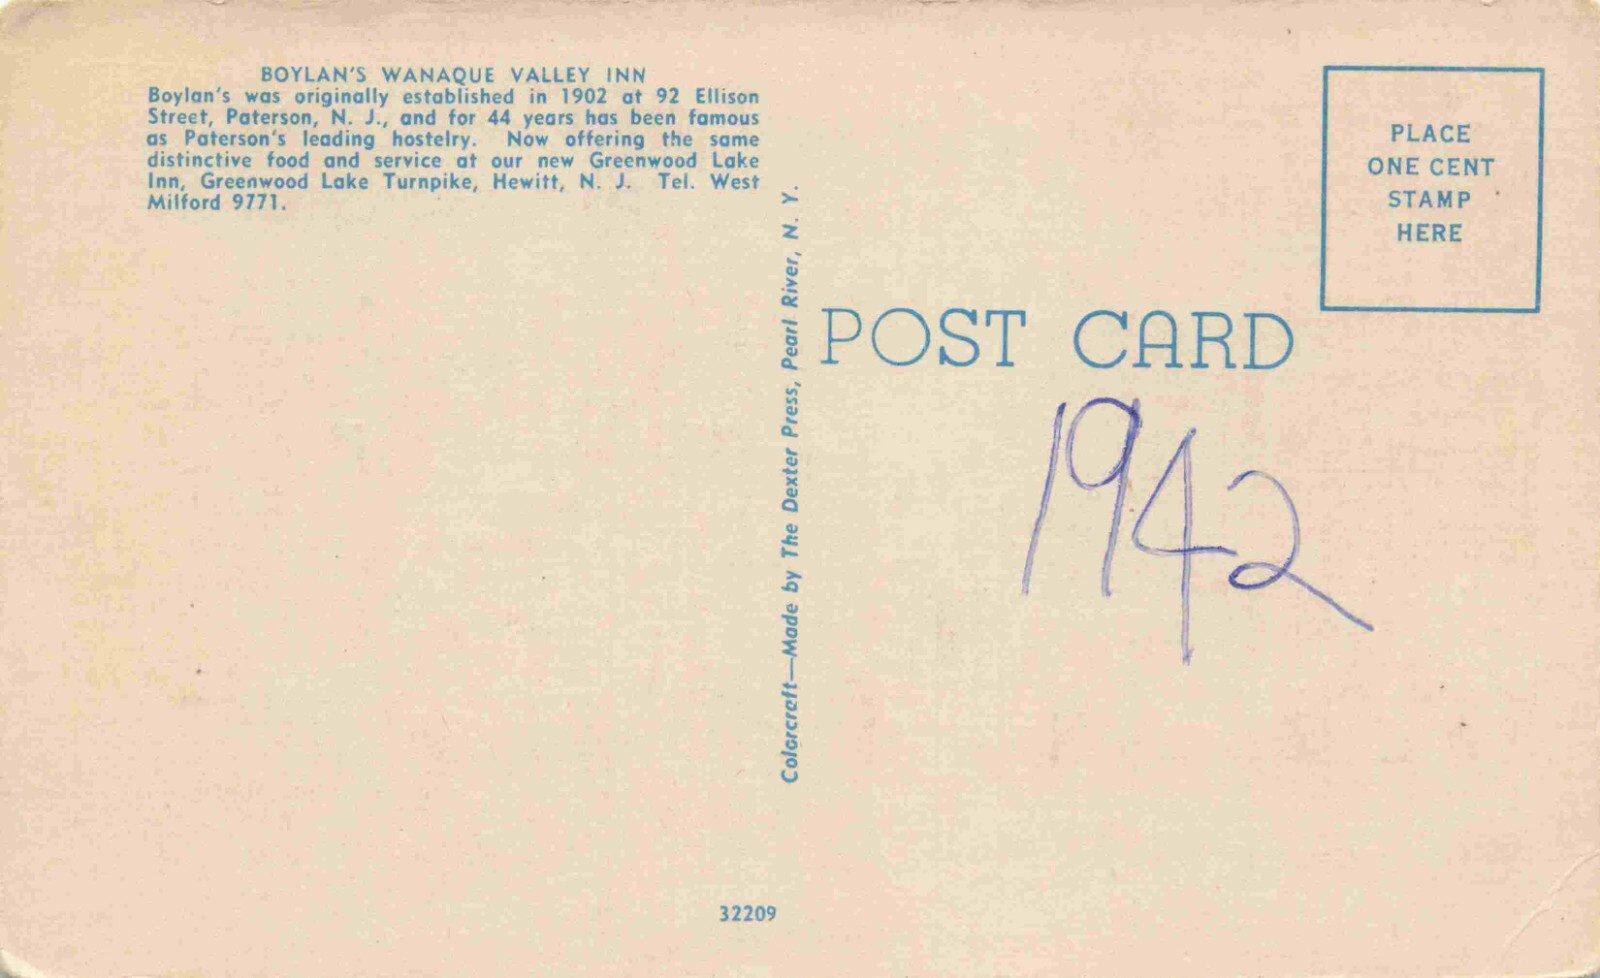 BOYLAN'S WANAQUE VALLEY INN
Boylan's was originally established in 1902 at 92 Ellison
Street, Paterson, N. J., and for 44 years has been famous
as Paterson's leading hostelry. Now offering the same
distinctive food and service at our new Greenwood Lake
Inn, Greenwood Lake Turnpike, Hewitt, N. J. Tel. West
Milford 9771.
Colorcraft—Made by The Dexter Press, Pearl River, N. Y.
PLACE
ONE CENT
STAMP
HERE
POST CARD
1942
32209